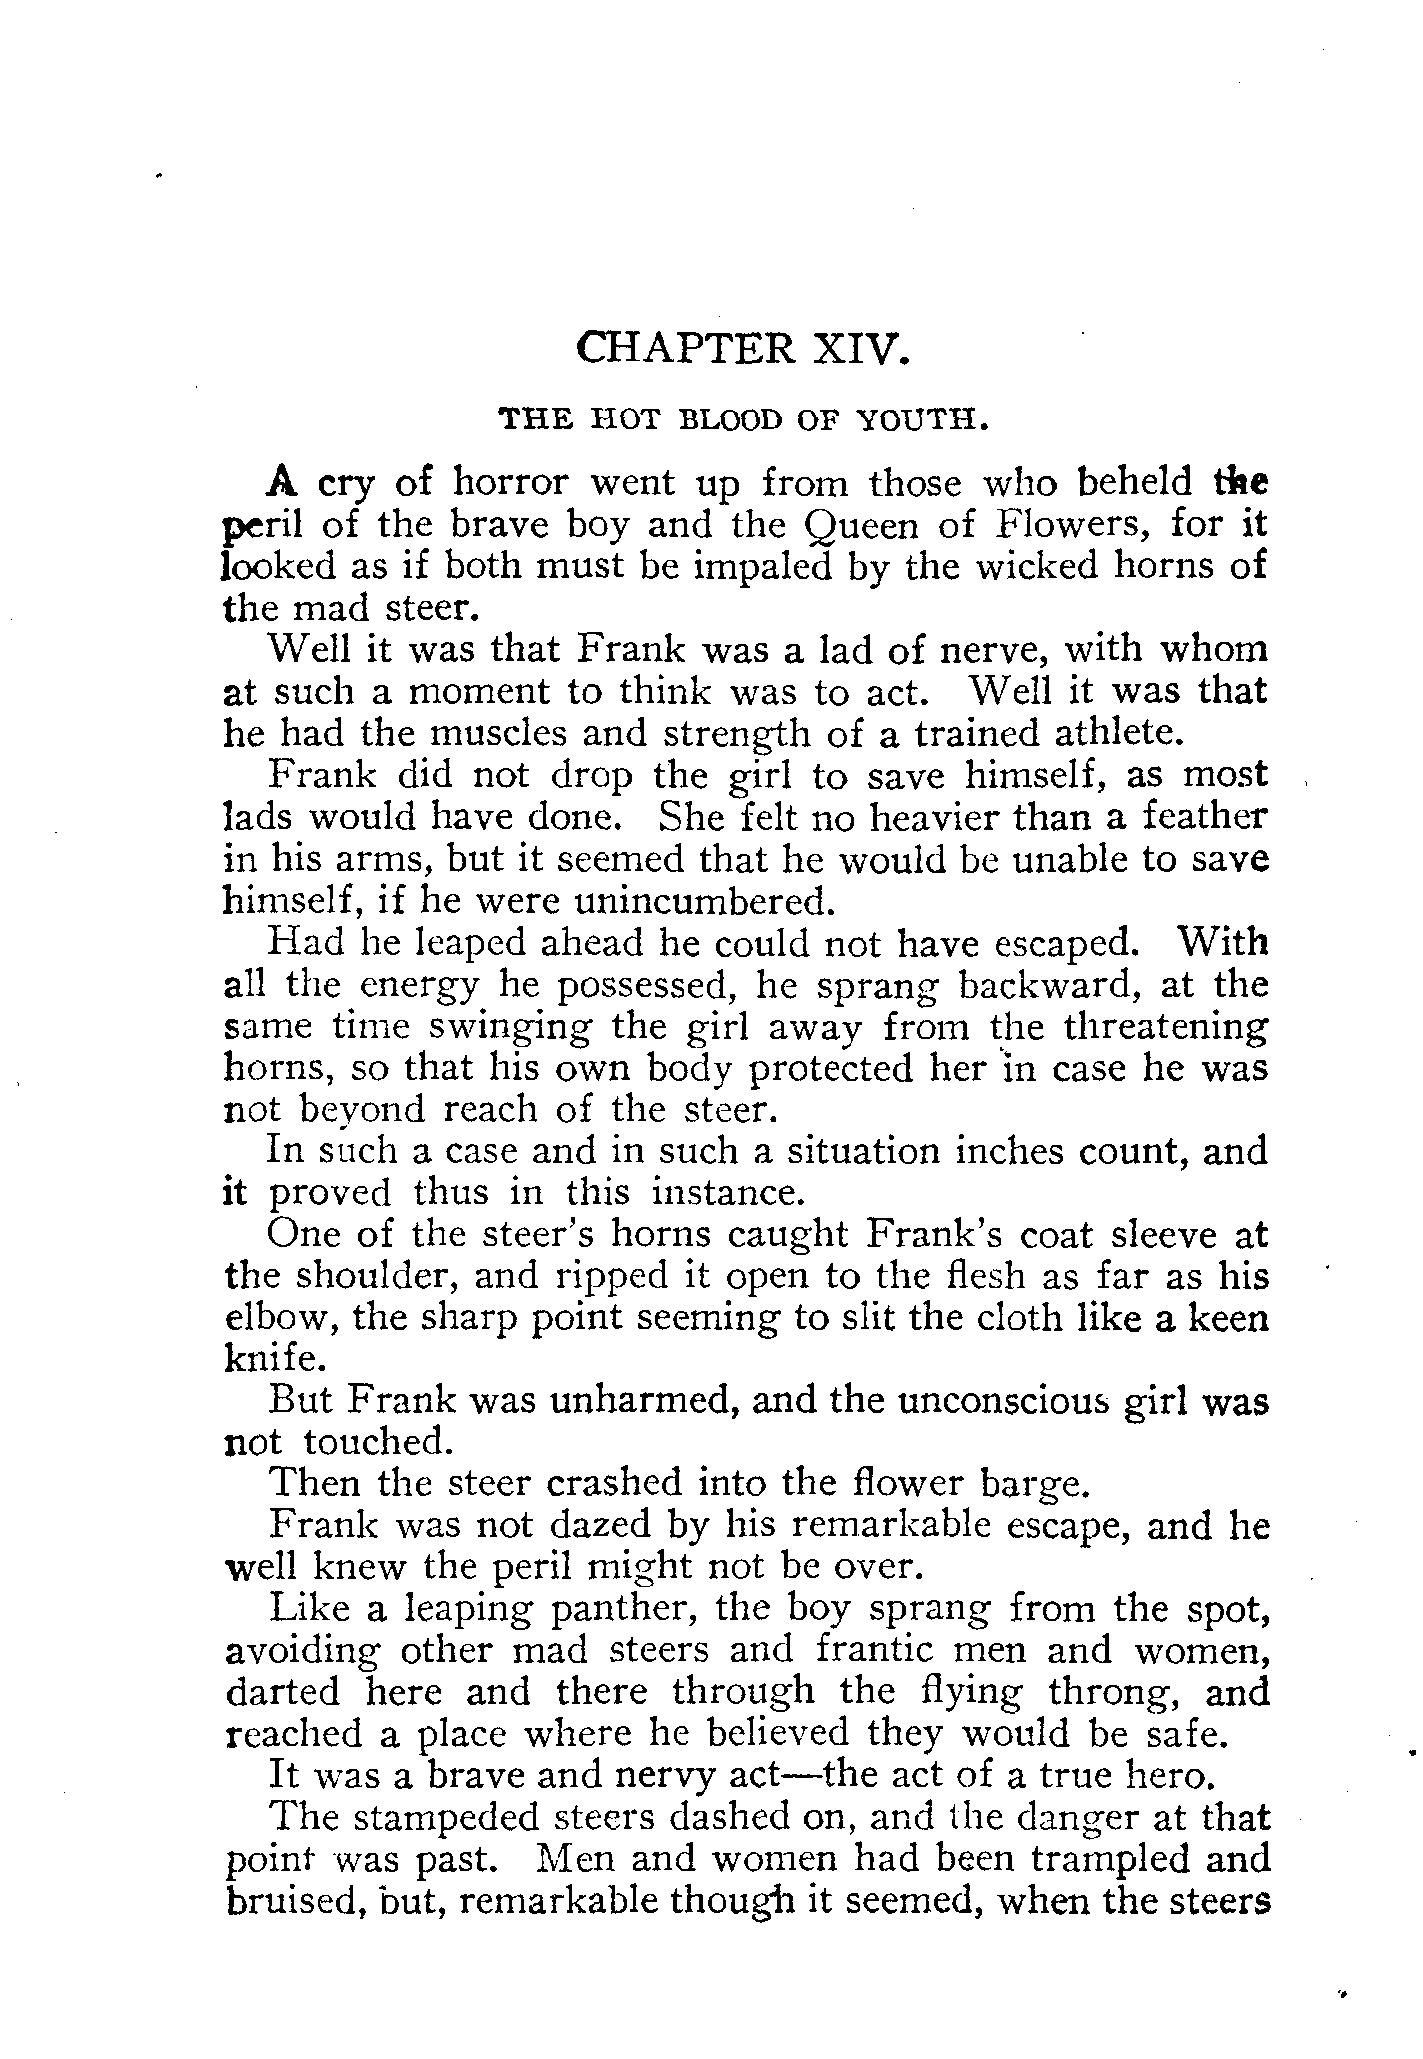 CHAPTER XIV.
THE HOT BLOOD OF YOUTH.
A cry of horror went up from those who beheld the
peril of the brave boy and the Queen of Flowers, for it
looked as if both must be impaled by the wicked horns of
the mad steer.
Well it was that Frank was a lad of nerve, with whom
at such a moment to think was to act. Well it was that
he had the muscles and strength of a trained athlete.
Frank did not drop the girl to save himself, as most
lads would have done. She felt no heavier than a feather
in his arms, but it seemed that he would be unable to save
himself, if he were unincumbered.
Had he leaped ahead he could not have escaped. With
all the energy he possessed, he sprang backward, at the
same time swinging the girl away from the threatening
horns, so that his own body protected her in case he was
not beyond reach of the steer.
In such a case and in such a situation inches count, and
it proved thus in this instance.
One of the steer's horns caught Frank's coat sleeve at
the shoulder, and ripped it open to the flesh as far as his
elbow, the sharp point seeming to slit the cloth like a keen
knife.
But Frank was unharmed, and the unconscious girl was
not touched.
Then the steer crashed into the flower barge.
Frank was not dazed by his remarkable escape, and he
well knew the peril might not be over.
Like a leaping panther, the boy sprang from the spot,
avoiding other mad steers and frantic men and women,
darted here and there through the flying throng, and
reached a place where he believed they would be safe.
It was a brave and nervy act—the act of a true hero.
The stampeded steers dashed on, and the danger at that
point was past. Men and women had been trampled and
bruised, but, remarkable though it seemed, when the steers